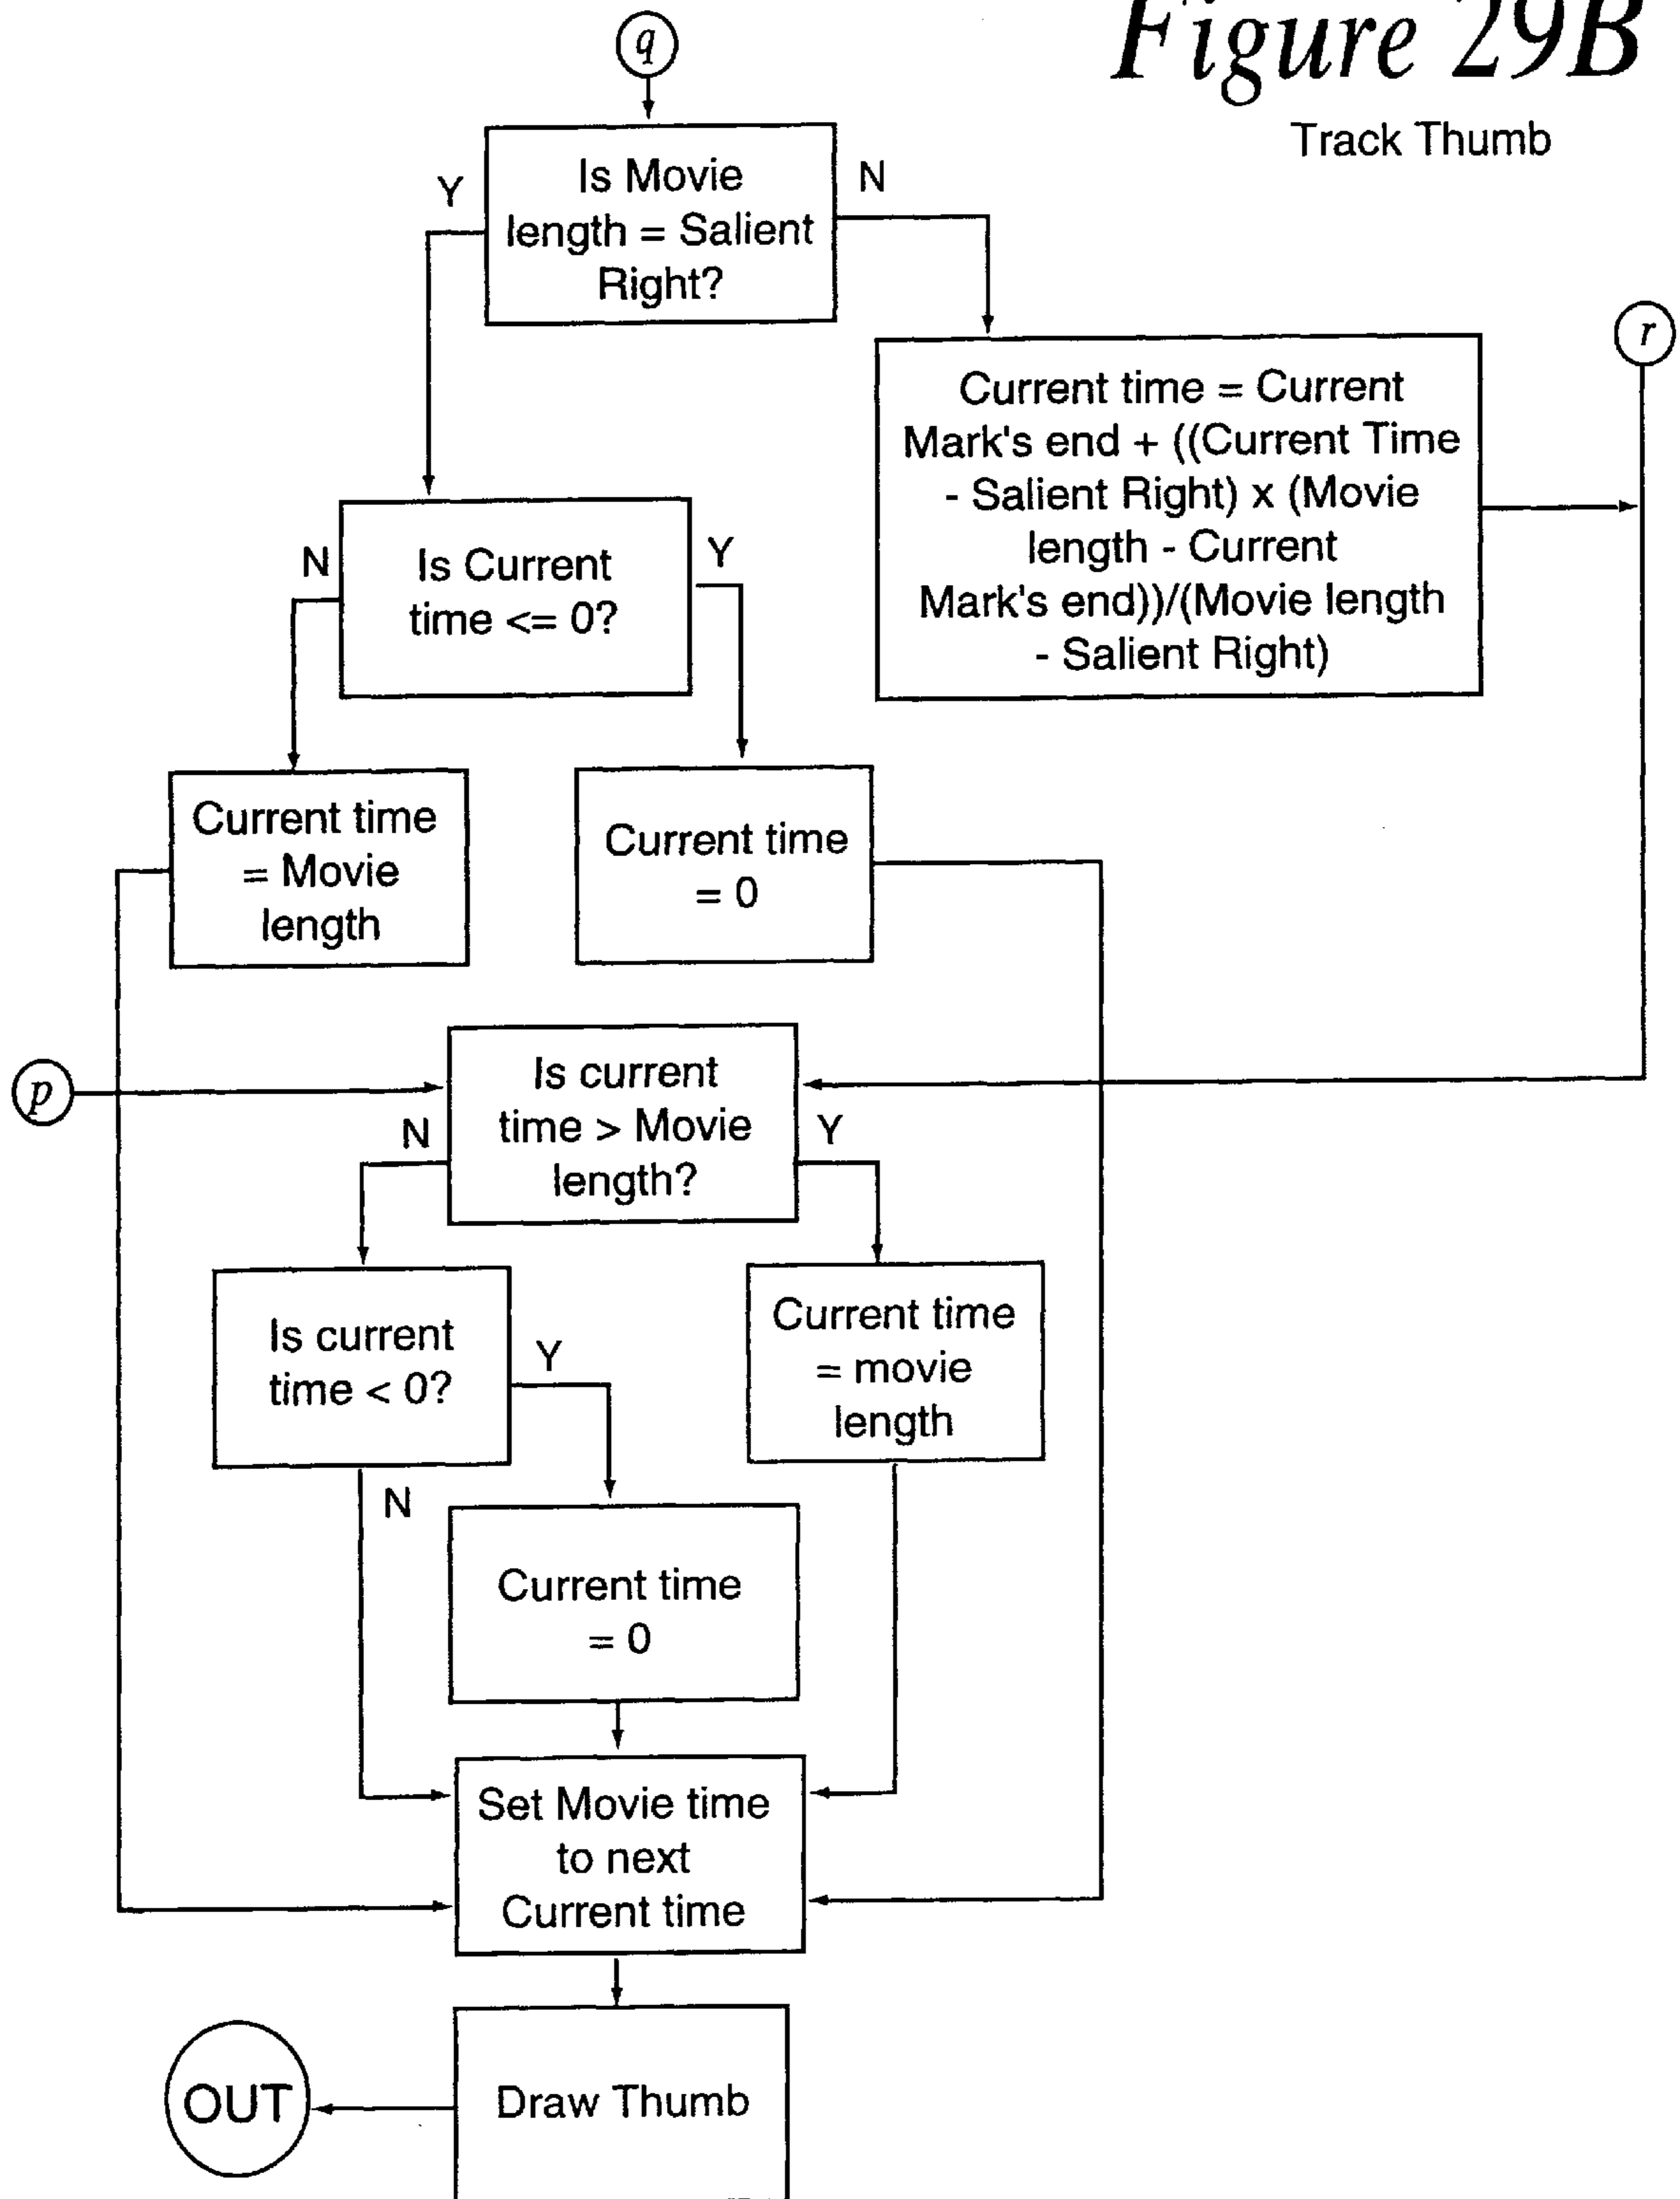 Figure 29B
Track Thumb
q
Is Movie
length = Salient
Right?
Y
N
r
Current time = Current
Mark's end + ((Current Time
- Salient Right) x (Movie
length - Current
Mark's end))/(Movie length
- Salient Right)
Is Current
time <= 0?
N
Y
Current time
= Movie
length
Current time
= 0
p
Is current
time > Movie
length?
N
Y
Is current
time < 0?
Y
N
Current time
= movie
length
Current time
= 0
Set Movie time
to next
Current time
Draw Thumb
OUT